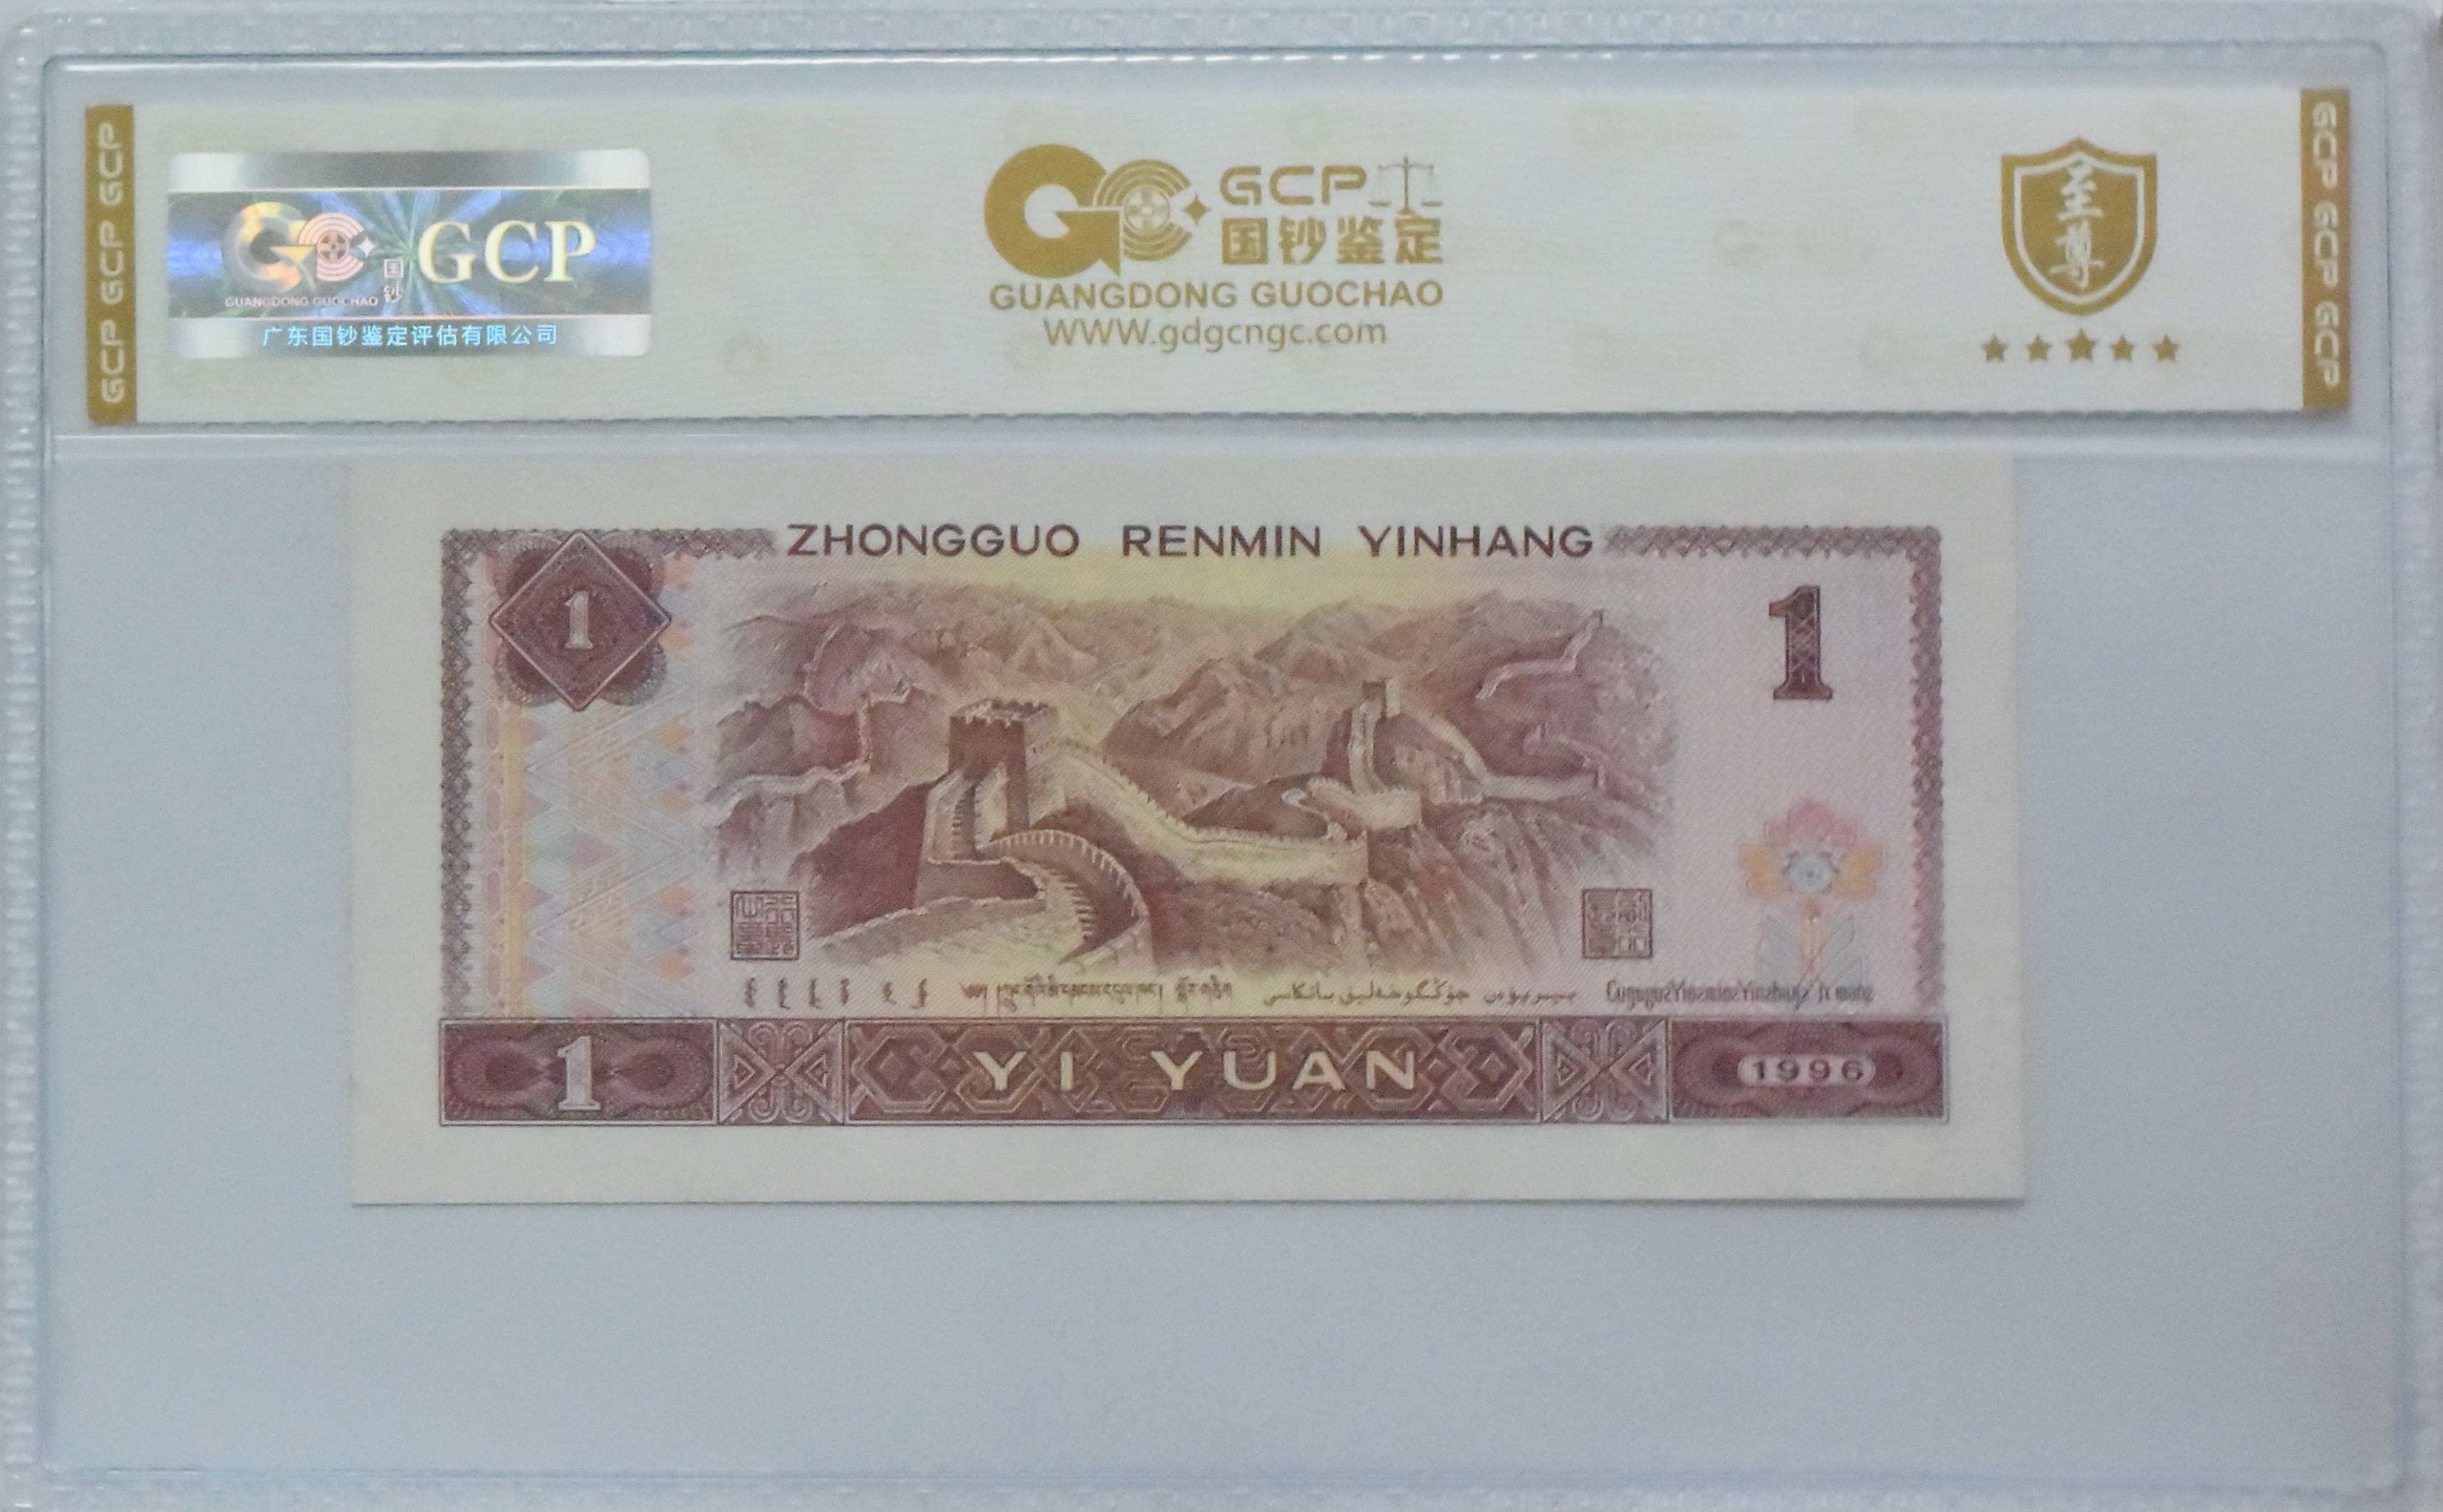 GCP GCP GCP
国钞
GCP
GUANGDONG GUOCHAO
广东国钞鉴定评估有限公司
GCP
国钞鉴定
GUANGDONG GUOCHAO
WWW.gdgcngc.com
至尊
GCP GCP GCP
ZHONGGUO RENMIN YINHANG
1
1
1
YI YUAN
1996